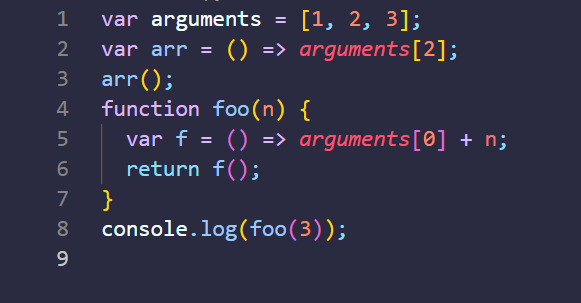 1 var arguments = [1, 2, 3];
2 var arr = () => arguments[2];
3 arr();
4 function foo(n) {
5   var f = () => arguments[0] + n;
6   return f();
7 }
8 console.log(foo(3));
9